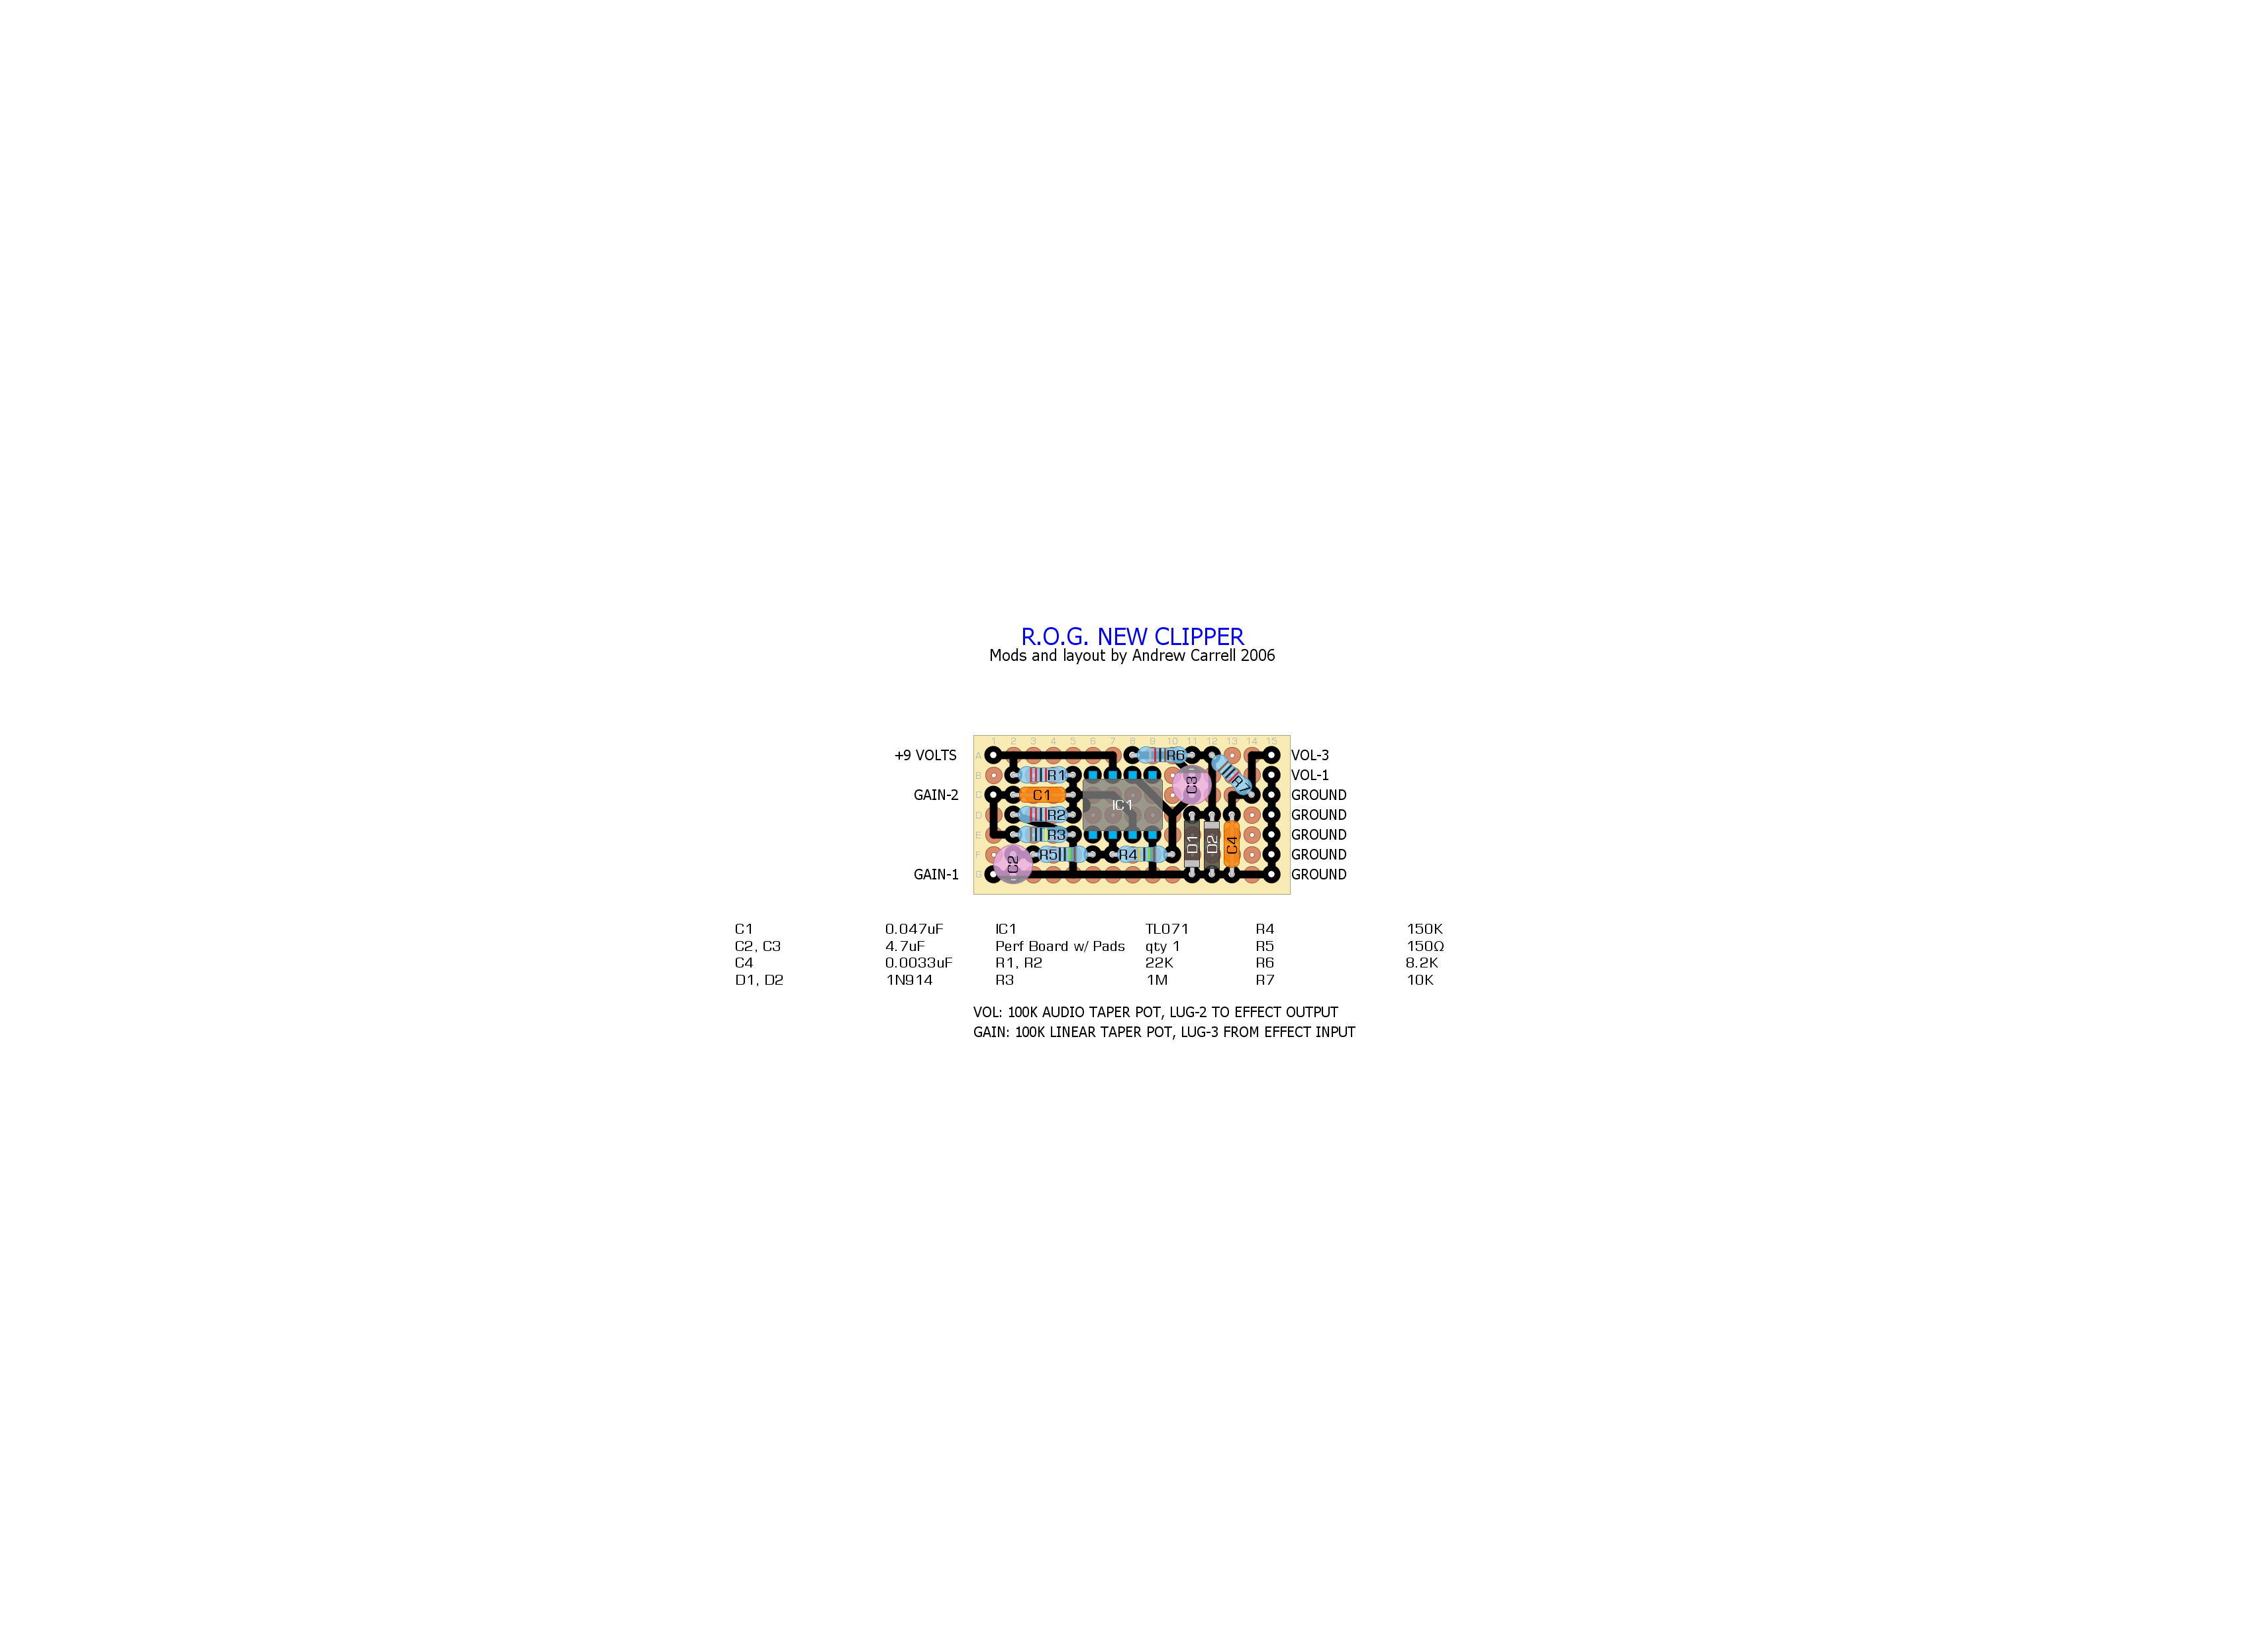 R.O.G. NEW CLIPPER
Mods and layout by Andrew Carrell 2006
1 2 3 4 5 6 7 8 9 10 11 12 13 14 15
+9 VOLTS A R6 VOL-3
B R1 C3 R7 VOL-1
GAIN-2 C C1 IC1 GROUND
D R2 GROUND
E R3 D1 D2 C4 GROUND
F R5 R4 GROUND
GAIN-1 G C2 GROUND
C1 0.047uF IC1 TL071 R4 150K
C2, C3 4.7uF Perf Board w/ Pads qty 1 R5 150Ω
C4 0.0033uF R1, R2 22K R6 8.2K
D1, D2 1N914 R3 1M R7 10K
VOL: 100K AUDIO TAPER POT, LUG-2 TO EFFECT OUTPUT
GAIN: 100K LINEAR TAPER POT, LUG-3 FROM EFFECT INPUT